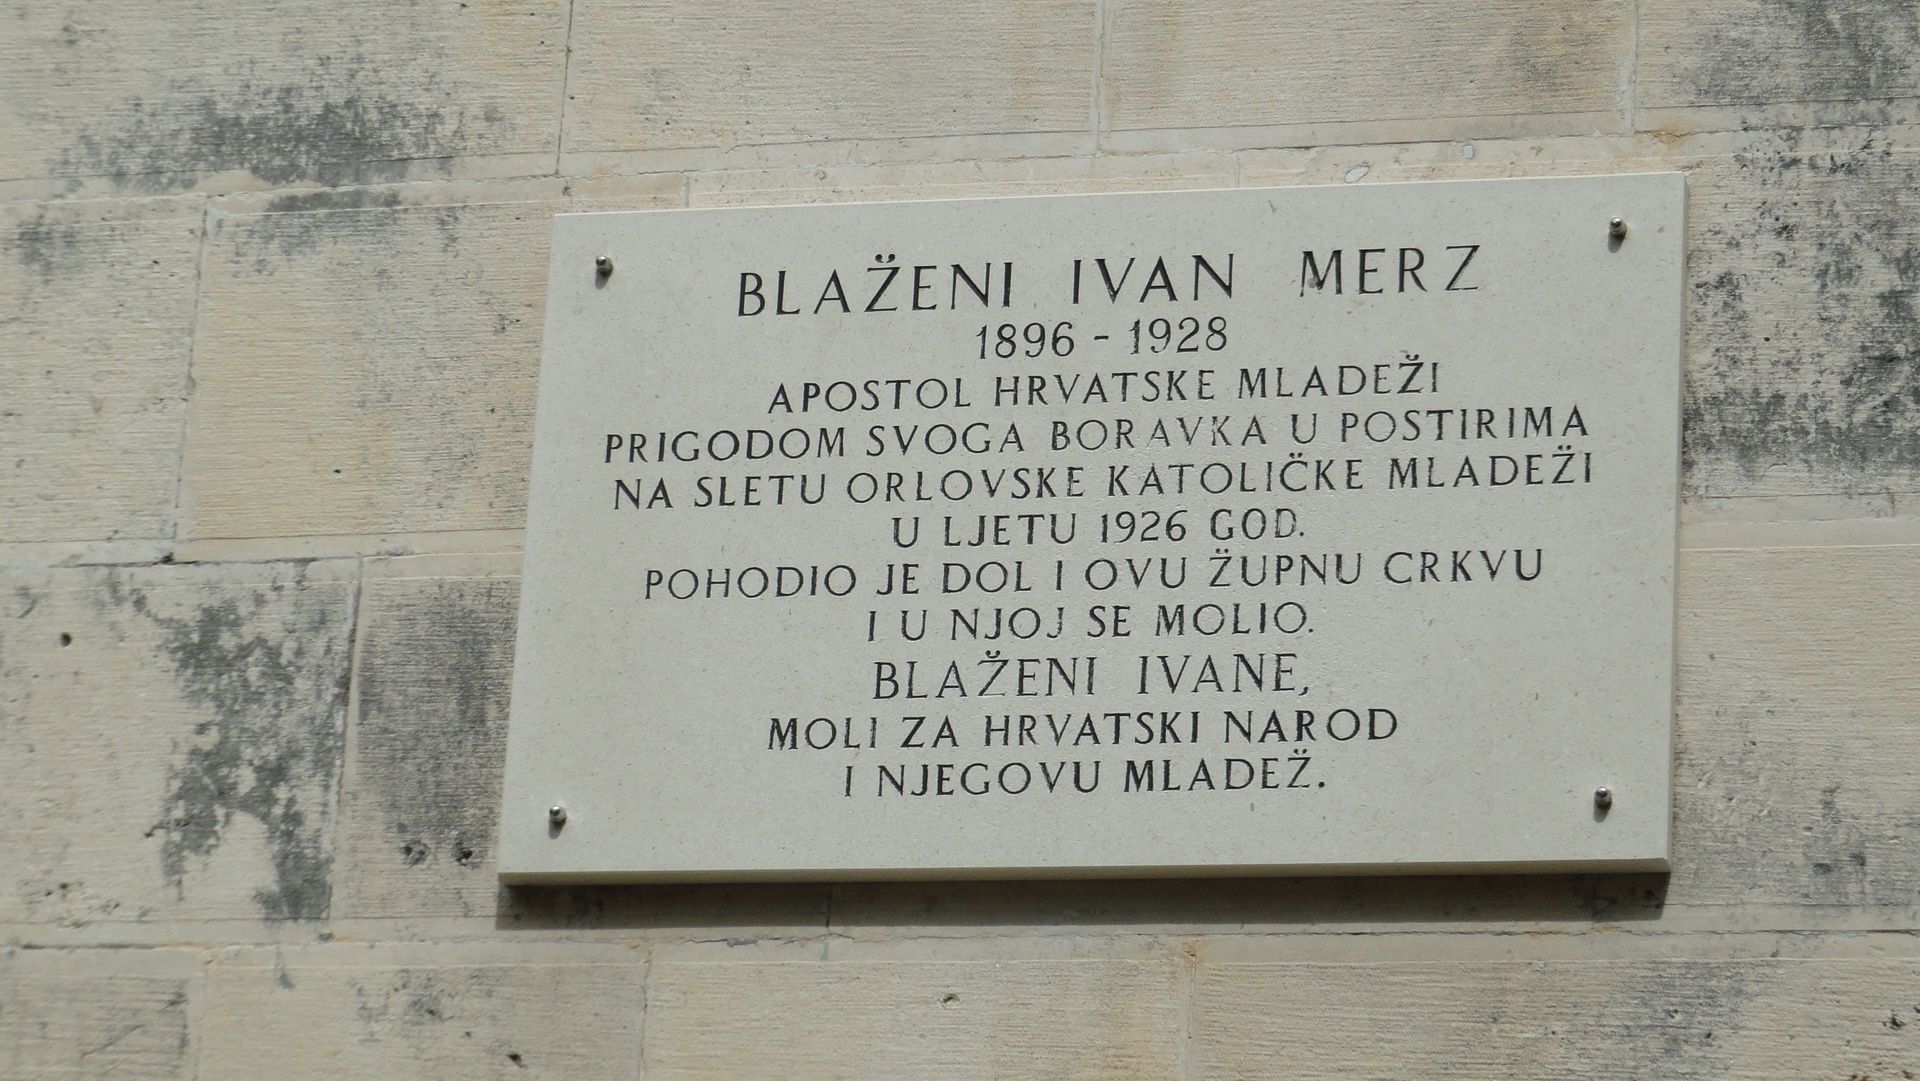 BLAŽENI IVAN MERZ
1896 - 1928
APOSTOL HRVATSKE MLADEŽI
PRIGODOM SVOGA BORAVKA U POSTIRIMA
NA SLETU ORLOVSKE KATOLIČKE MLADEŽI
U LJETU 1926 GOD.
POHODIO JE DOL I OVU ŽUPNU CRKVU
I U NJOJ SE MOLIO.
BLAŽENI IVANE,
MOLI ZA HRVATSKI NAROD
I NJEGOVU MLADEŽ.